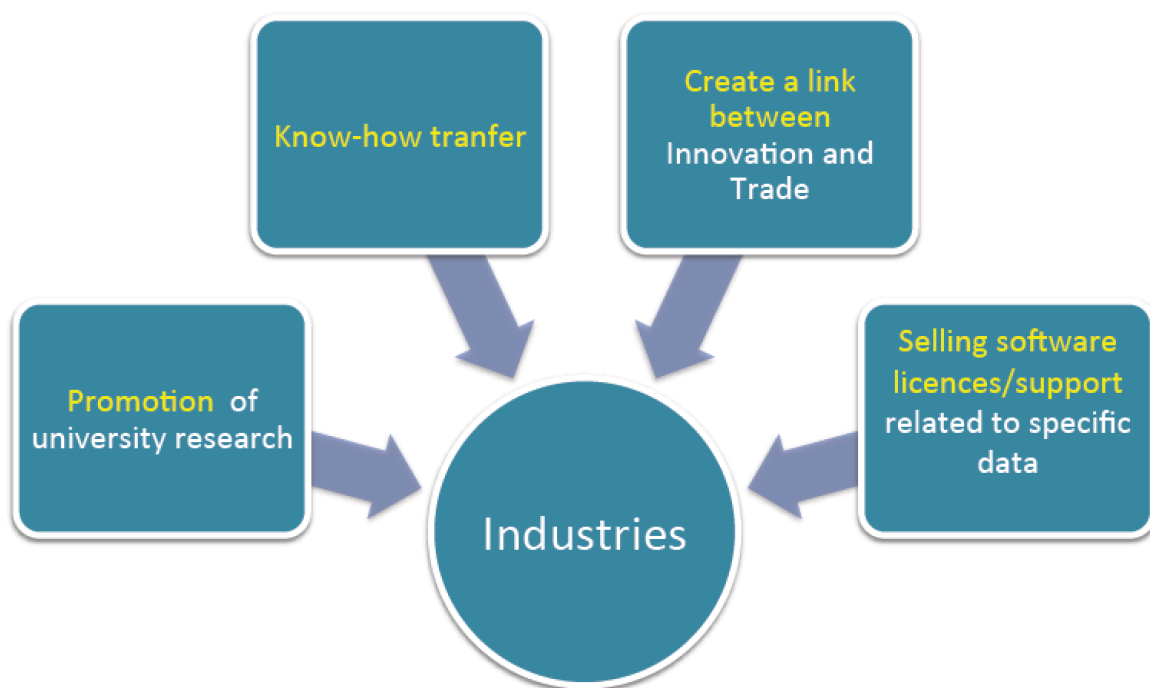 Know-how tranfer
Create a link
between
Innovation and
Trade
Promotion of
university research
Selling software
licences/support
related to specific
data
Industries